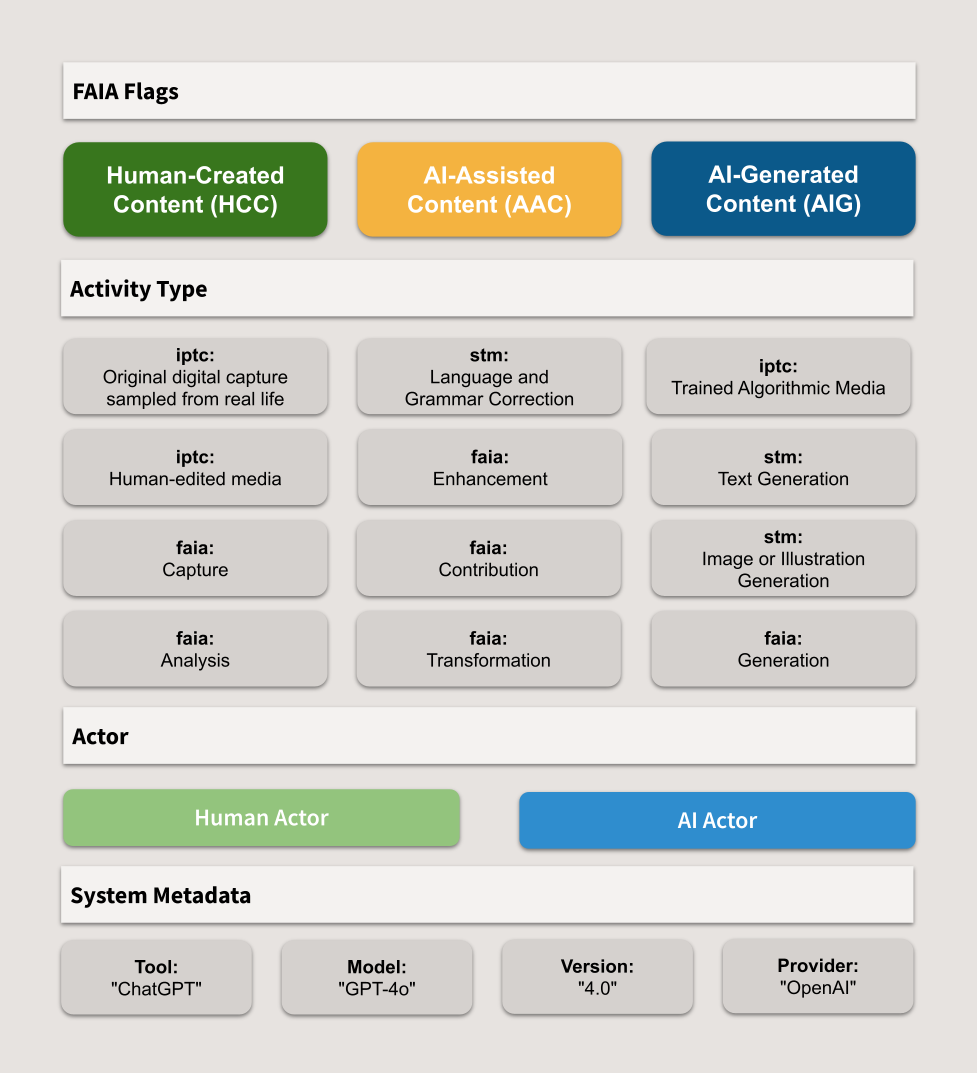 FAIA Flags
Human-Created
Content (HCC)
AI-Assisted
Content (AAC)
AI-Generated
Content (AIG)
Activity Type
iptc:
Original digital capture
sampled from real life
stm:
Language and
Grammar Correction
iptc:
Trained Algorithmic Media
iptc:
Human-edited media
faia:
Enhancement
stm:
Text Generation
faia:
Capture
faia:
Contribution
stm:
Image or Illustration
Generation
faia:
Analysis
faia:
Transformation
faia:
Generation
Actor
Human Actor
AI Actor
System Metadata
Tool:
"ChatGPT"
Model:
"GPT-4o"
Version:
"4.0"
Provider:
"OpenAI"